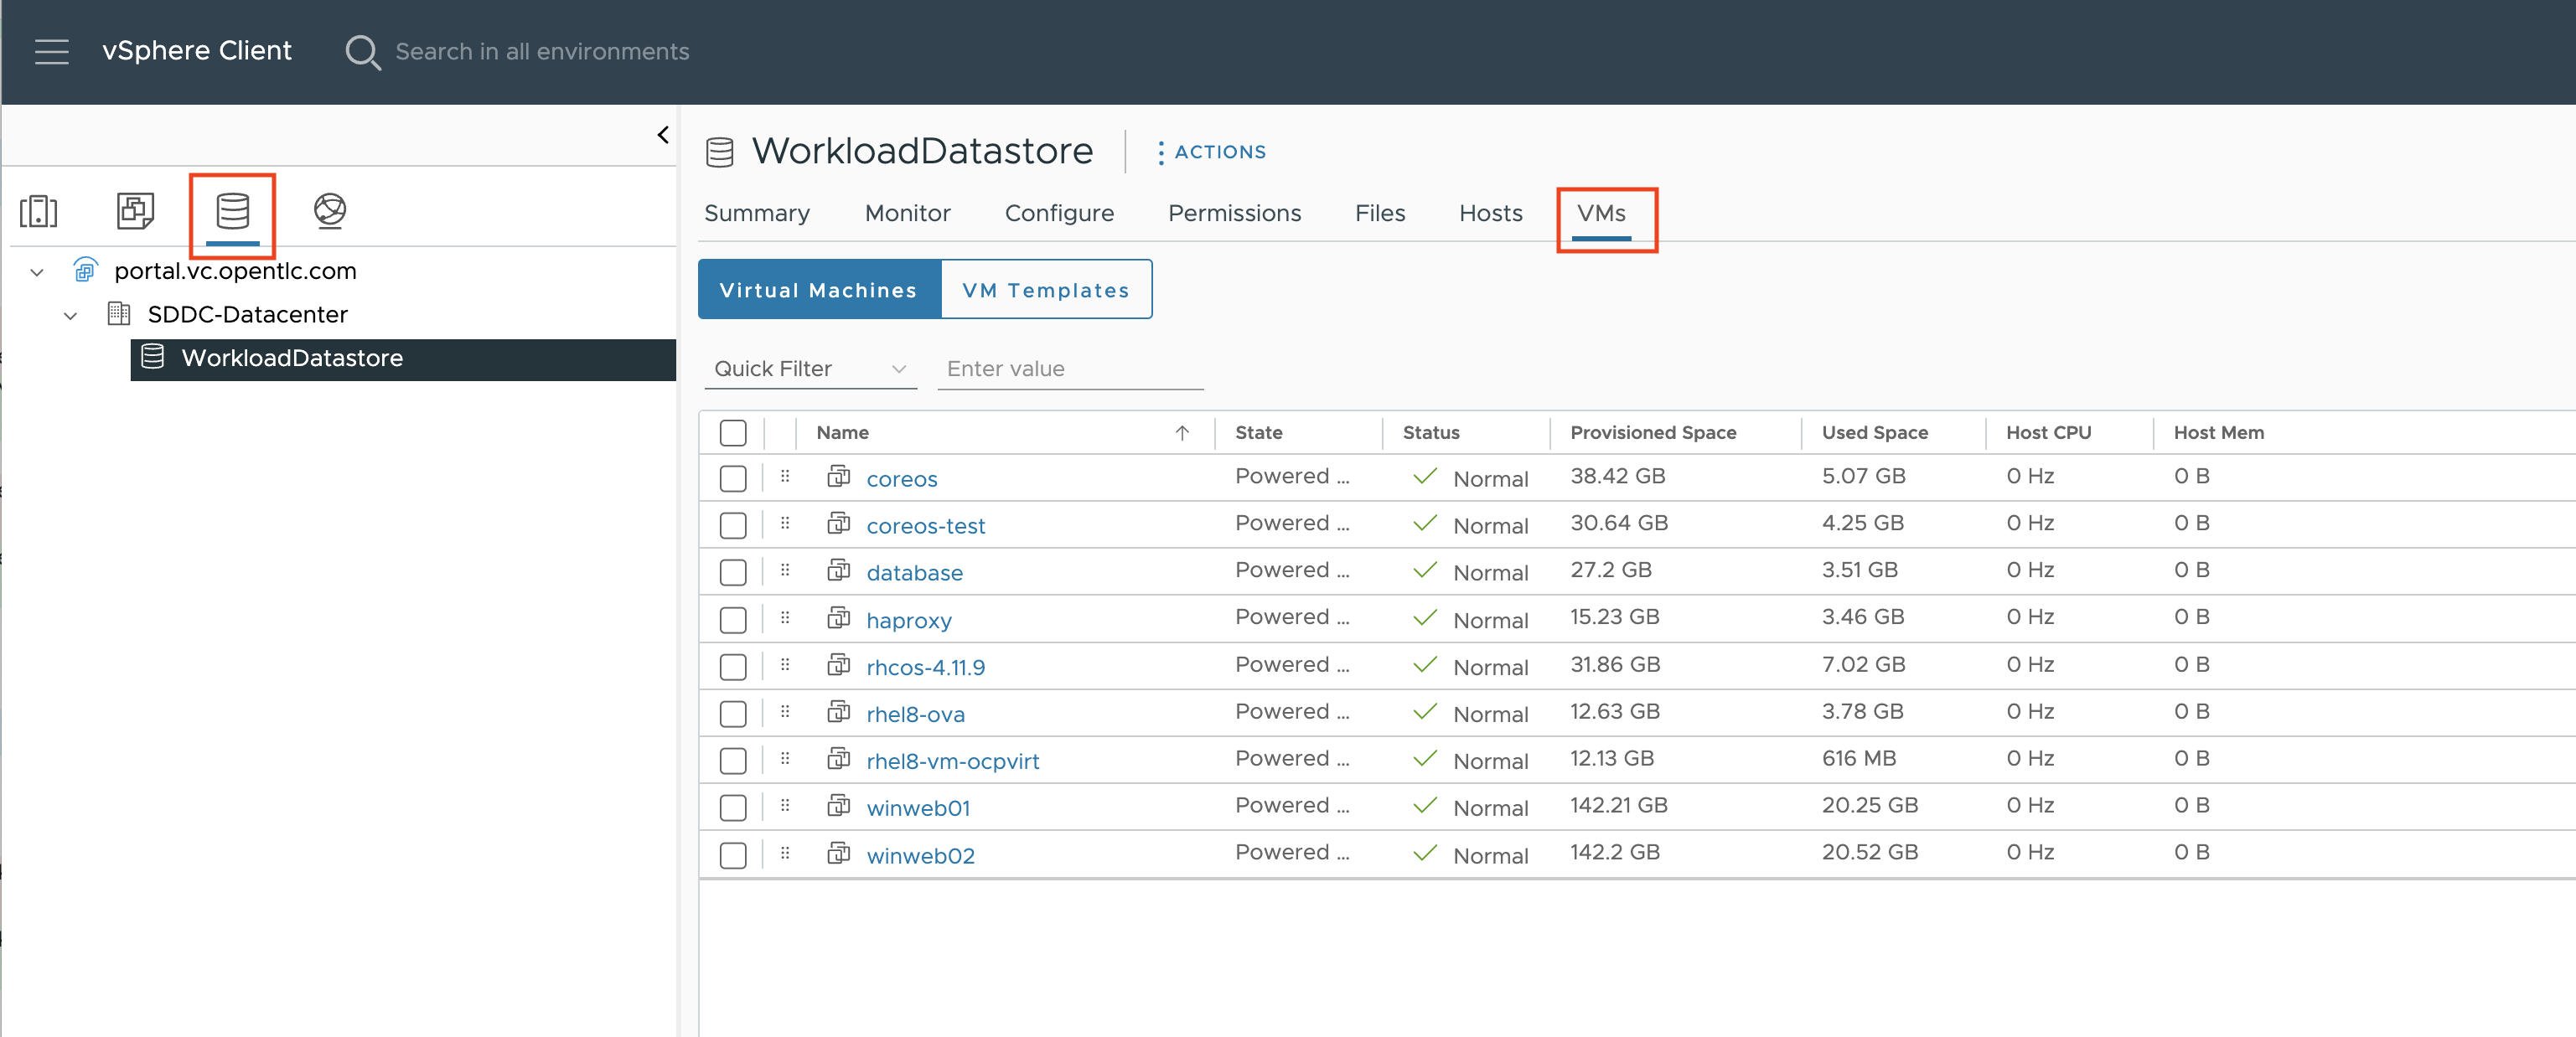 vSphere Client Search in all environments
WorkloadDatastore ACTIONS
Summary Monitor Configure Permissions Files Hosts VMs
portal.vc.opentlc.com
SDDC-Datacenter
WorkloadDatastore
Virtual Machines VM Templates
Quick Filter Enter value
Name State Status Provisioned Space Used Space Host CPU Host Mem
coreos Powered ... Normal 38.42 GB 5.07 GB 0 Hz 0 B
coreos-test Powered ... Normal 30.64 GB 4.25 GB 0 Hz 0 B
database Powered ... Normal 27.2 GB 3.51 GB 0 Hz 0 B
haproxy Powered ... Normal 15.23 GB 3.46 GB 0 Hz 0 B
rhcos-4.11.9 Powered ... Normal 31.86 GB 7.02 GB 0 Hz 0 B
rhel8-ova Powered ... Normal 12.63 GB 3.78 GB 0 Hz 0 B
rhel8-vm-ocpvirt Powered ... Normal 12.13 GB 616 MB 0 Hz 0 B
winweb01 Powered ... Normal 142.21 GB 20.25 GB 0 Hz 0 B
winweb02 Powered ... Normal 142.2 GB 20.52 GB 0 Hz 0 B